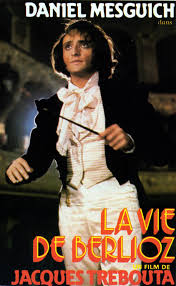 DANIEL MESGUICH
dans
LA VIE
DE BERLIOZ
FILM DE
JACQUES TREBOUTA